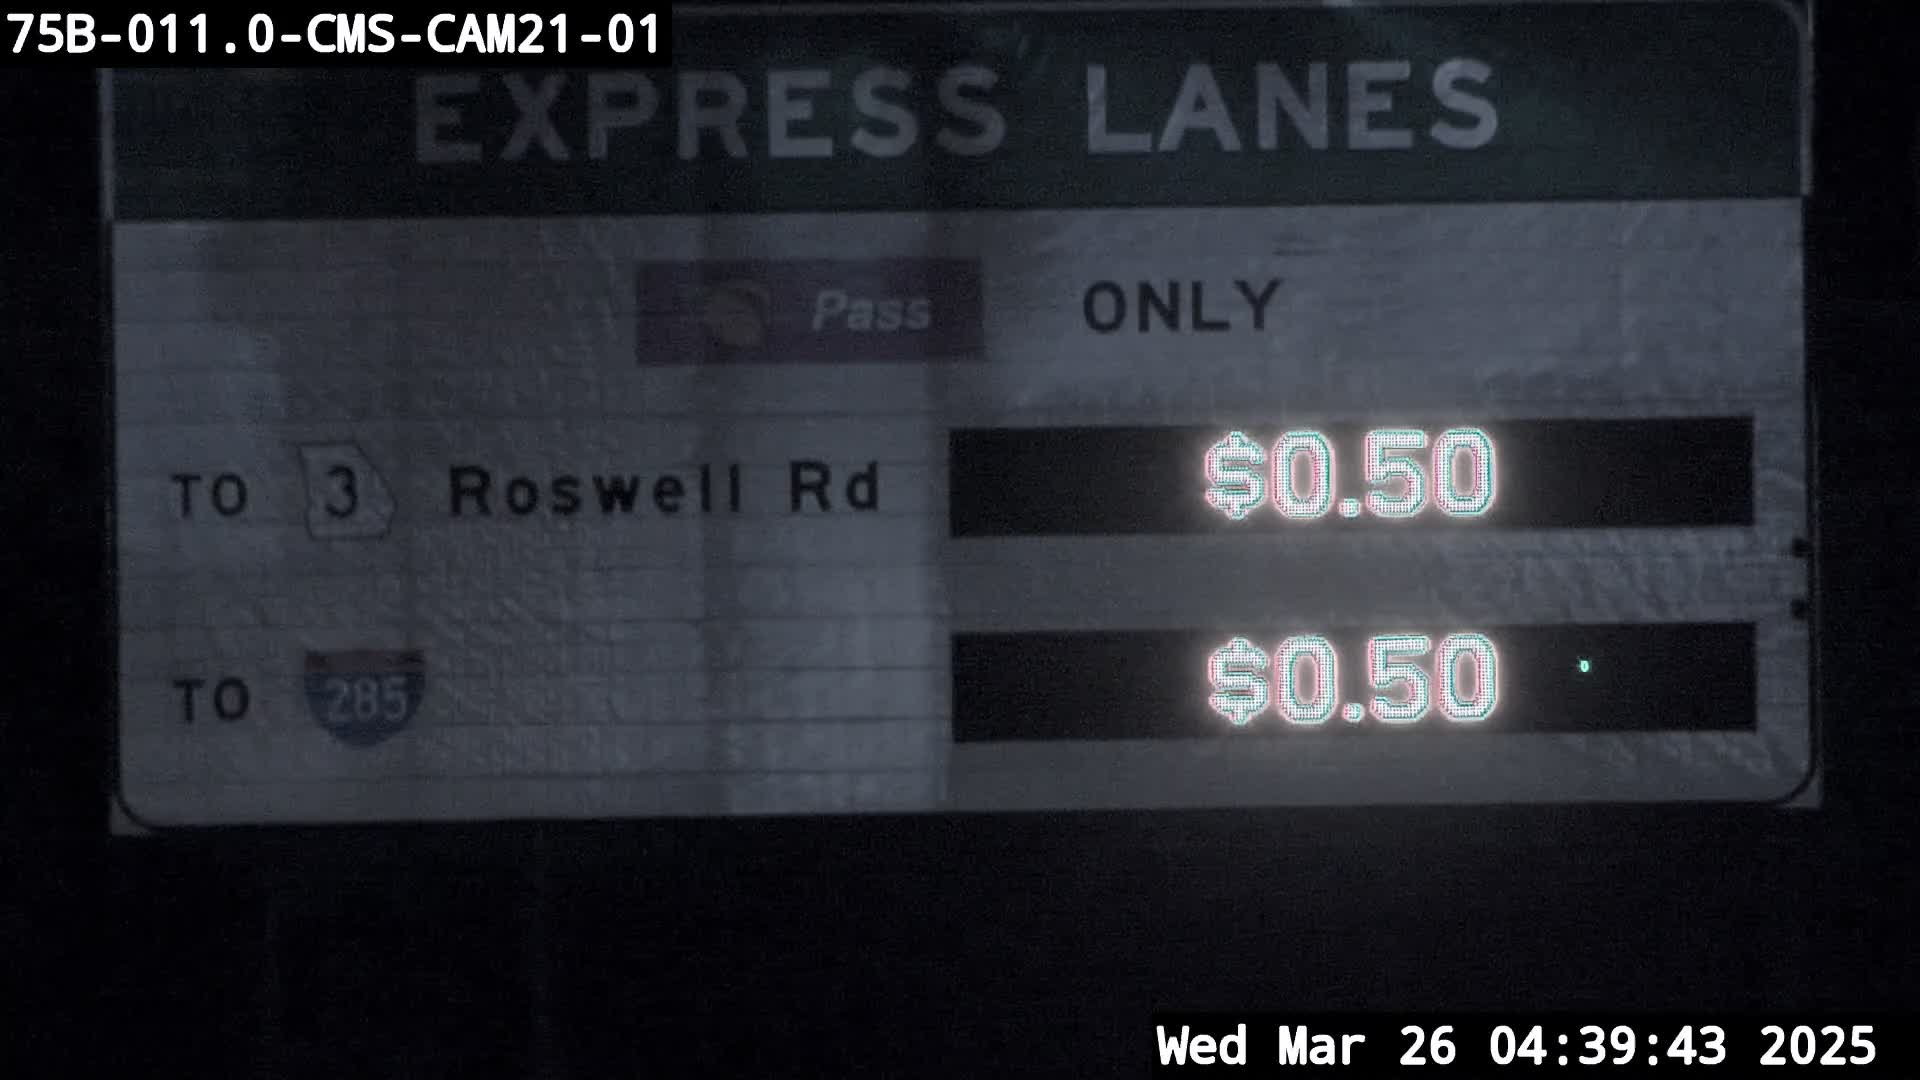 75B-011.0-CMS-CAM21-01
EXPRESS LANES
Pass ONLY
TO 3 Roswell Rd $0.50
TO 285 $0.50
Wed Mar 26 04:39:43 2025